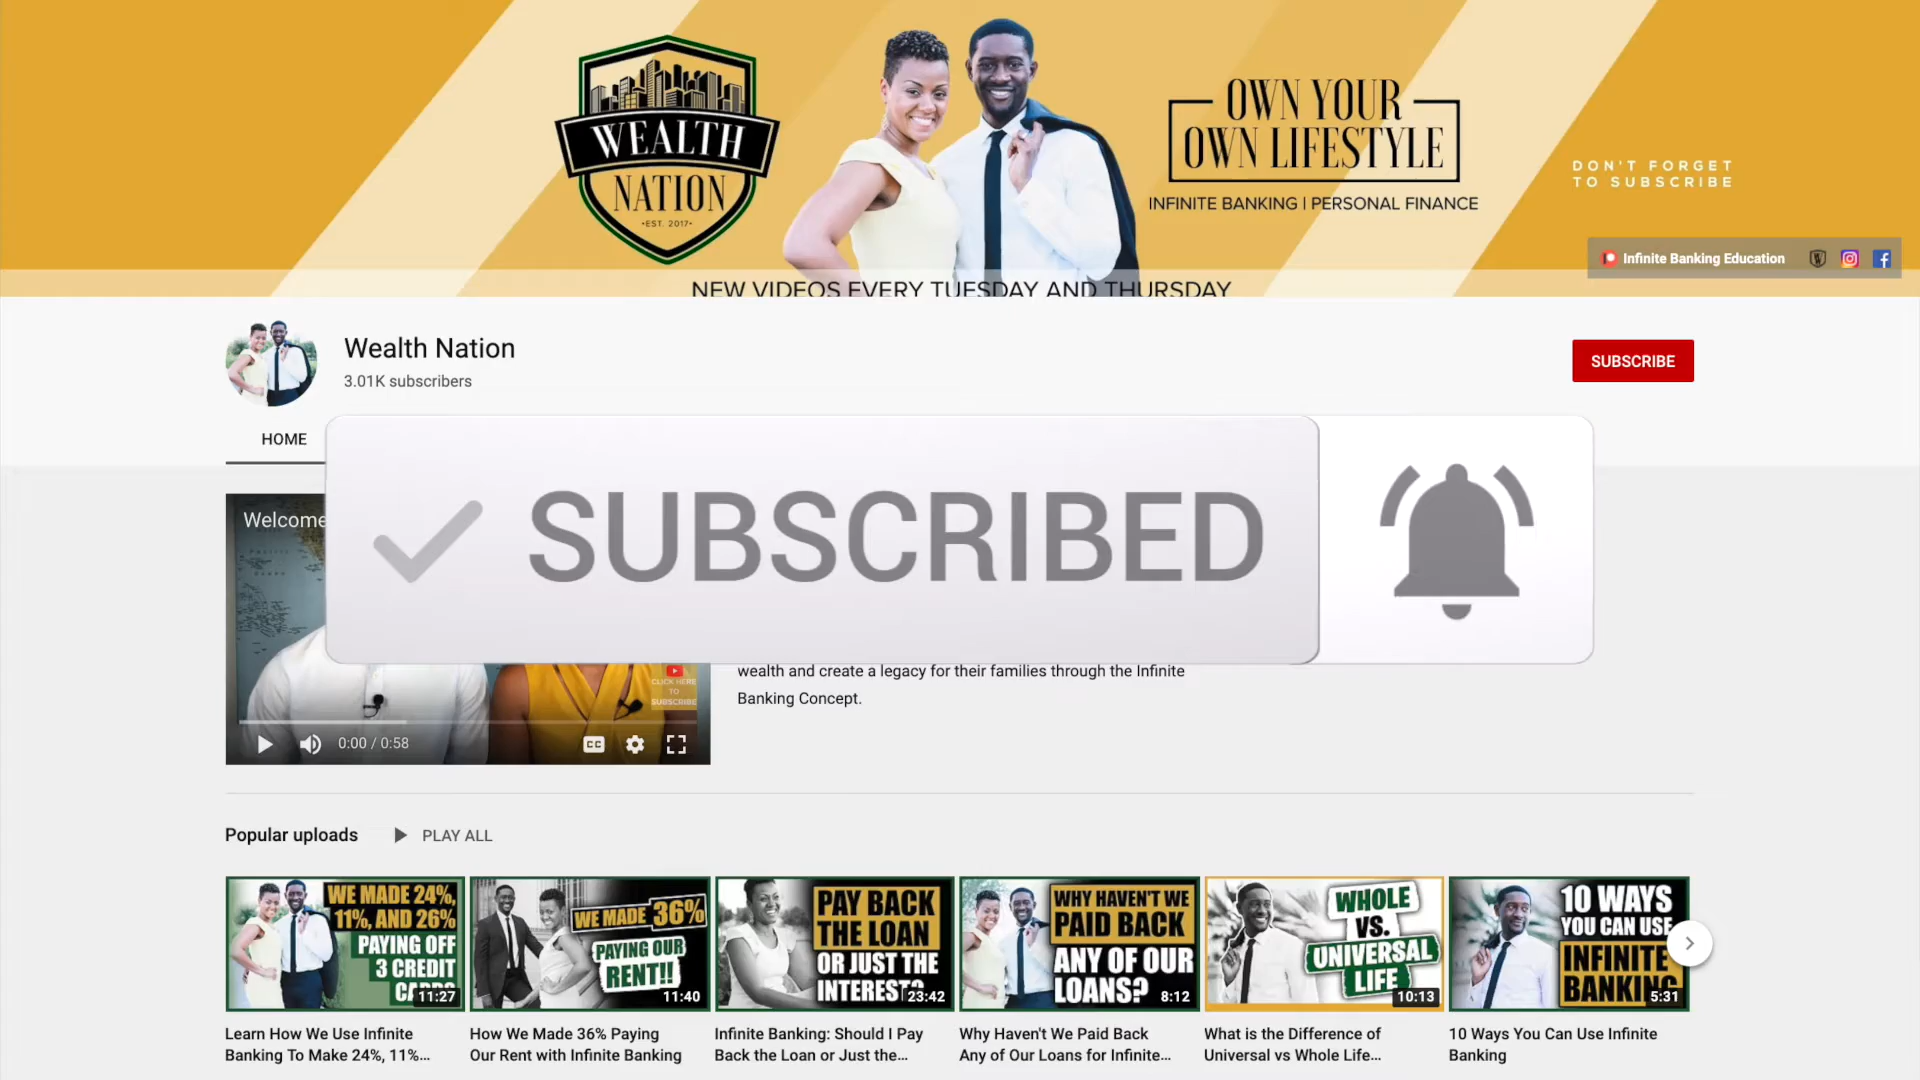 WEALTH
NATION
•EST. 2017•
OWN YOUR
OWN LIFESTYLE
INFINITE BANKING | PERSONAL FINANCE
DON'T FORGET
TO SUBSCRIBE
Infinite Banking Education
NEW VIDEOS EVERY TUESDAY AND THURSDAY
Wealth Nation
3.01K subscribers
SUBSCRIBE
HOME
SUBSCRIBED
Welcome
CLICK HERE
TO
SUBSCRIBE
0:00 / 0:58
CC
wealth and create a legacy for their families through the Infinite
Banking Concept.
Popular uploads
PLAY ALL
WE MADE 24%,
11%, AND 26%
PAYING OFF
3 CREDIT
CARDS
11:27
Learn How We Use Infinite
Banking To Make 24%, 11%...
WE MADE 36%
PAYING OUR
RENT!!
11:40
How We Made 36% Paying
Our Rent with Infinite Banking
PAY BACK
THE LOAN
OR JUST THE
INTEREST?
23:42
Infinite Banking: Should I Pay
Back the Loan or Just the...
WHY HAVEN'T WE
PAID BACK
ANY OF OUR
LOANS?
8:12
Why Haven't We Paid Back
Any of Our Loans for Infinite...
WHOLE
VS.
UNIVERSAL
LIFE
10:13
What is the Difference of
Universal vs Whole Life...
10 WAYS
YOU CAN USE
INFINITE
BANKING
5:31
10 Ways You Can Use Infinite
Banking